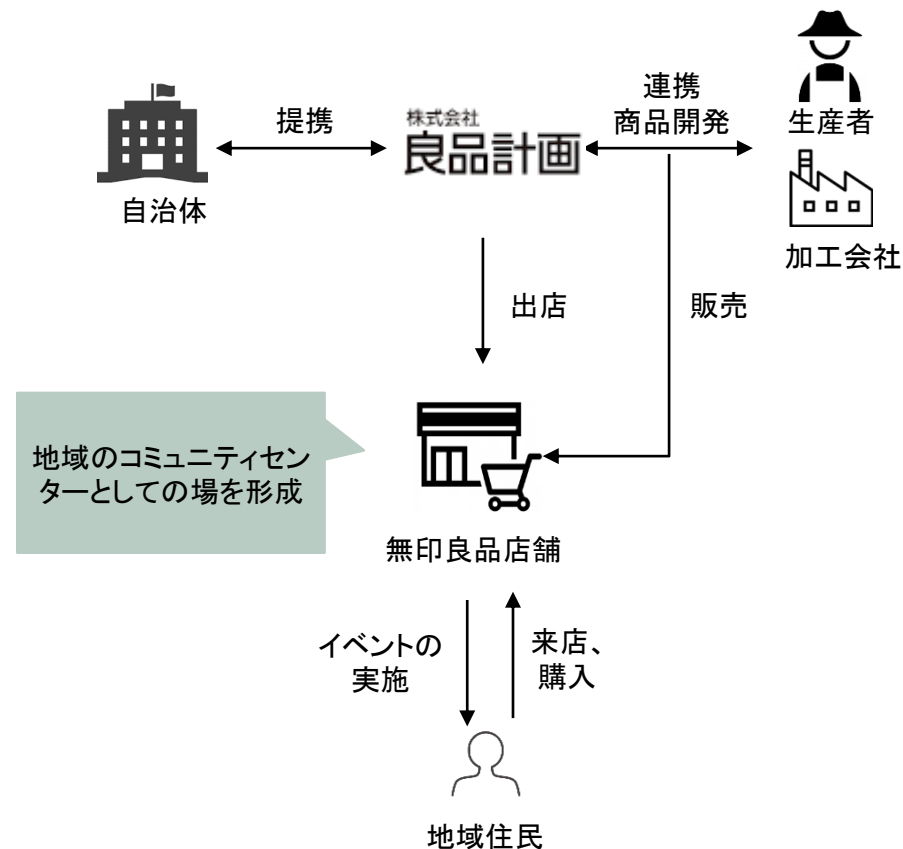 提携
株式会社
良品計画
連携
商品開発
生産者
自治体
加工会社
出店
販売
地域のコミュニティセン
ターとしての場を形成
無印良品店舗
イベントの
実施
来店、
購入
地域住民